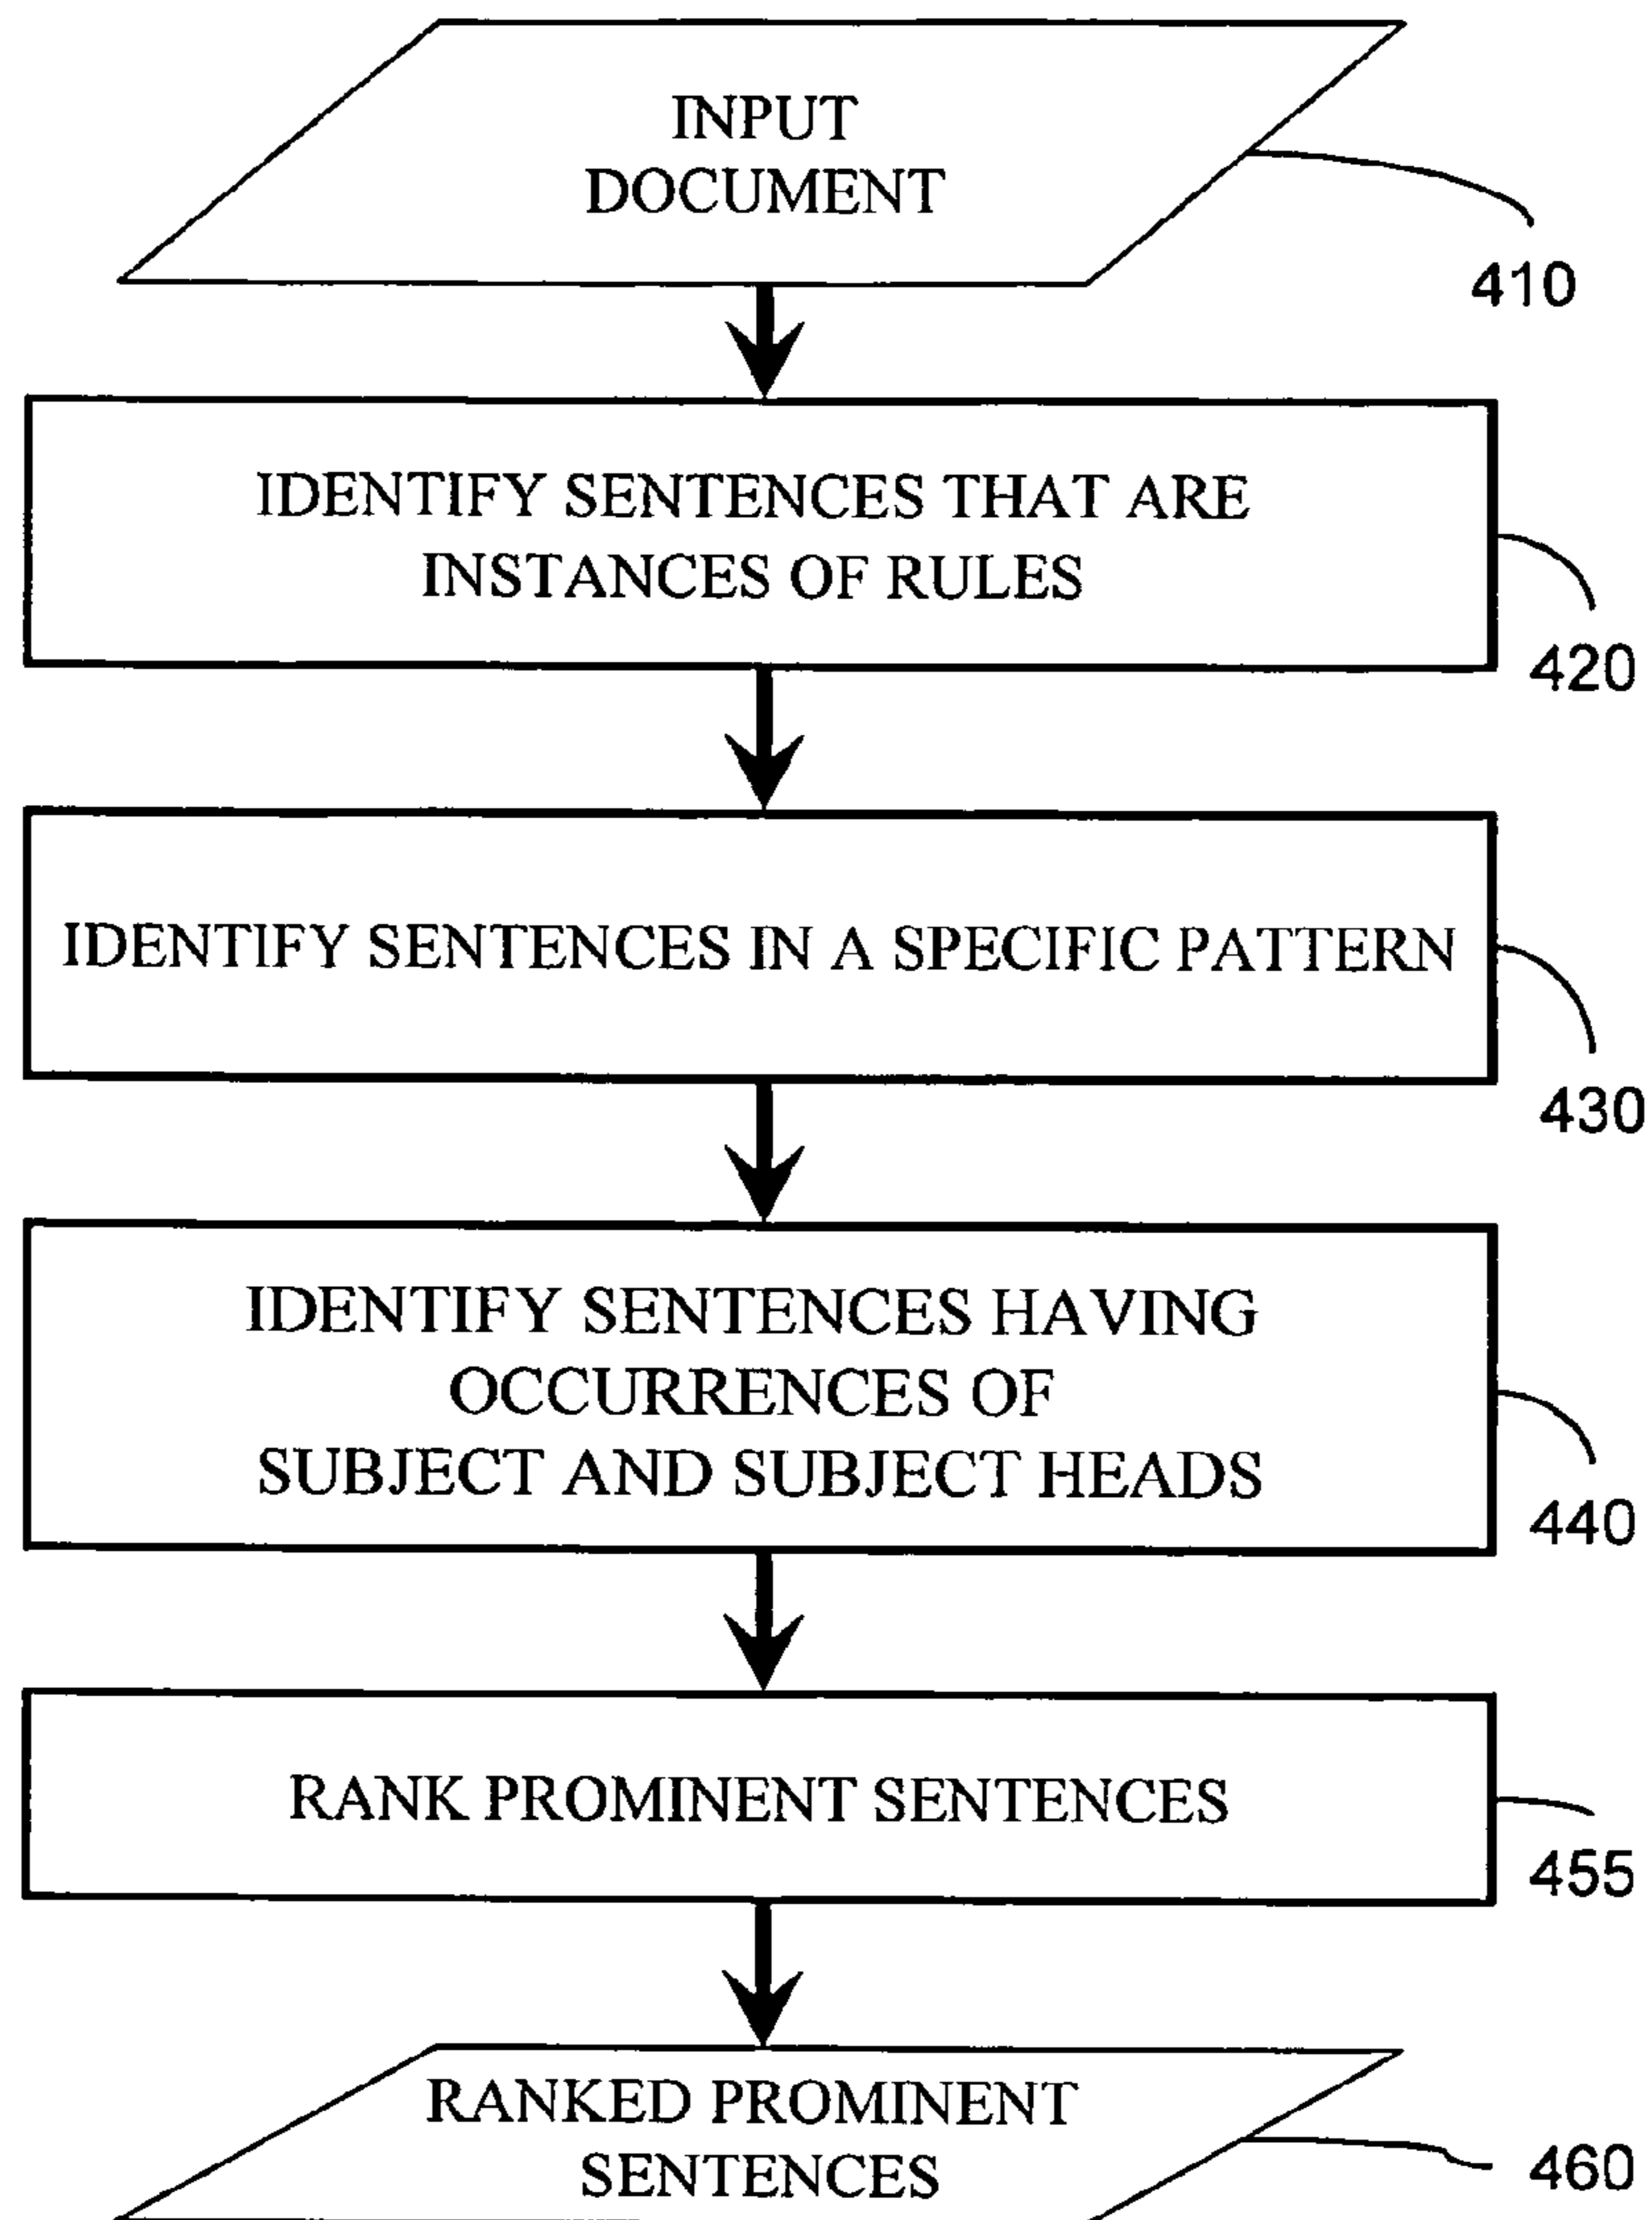 INPUT
DOCUMENT
410
IDENTIFY SENTENCES THAT ARE
INSTANCES OF RULES
420
IDENTIFY SENTENCES IN A SPECIFIC PATTERN
430
IDENTIFY SENTENCES HAVING
OCCURRENCES OF
SUBJECT AND SUBJECT HEADS
440
RANK PROMINENT SENTENCES
455
RANKED PROMINENT
SENTENCES
460